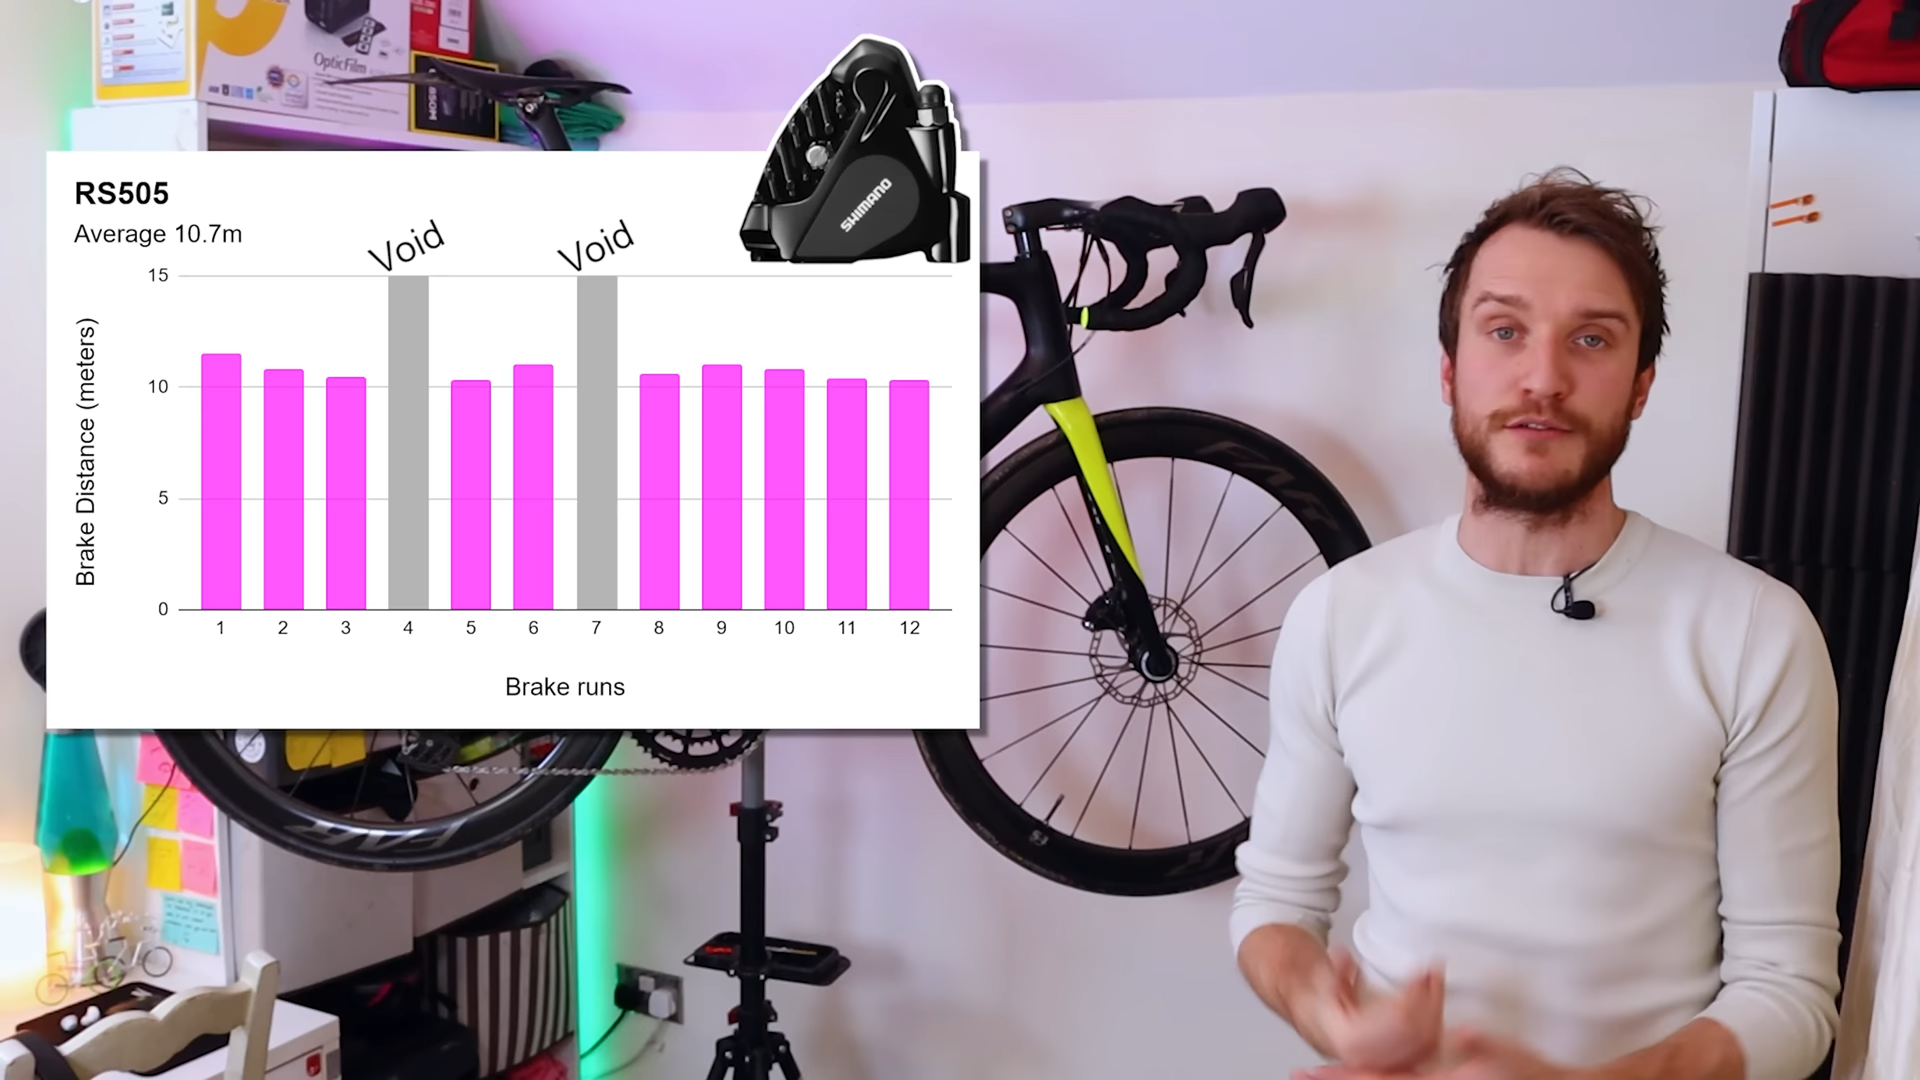 OpticFilm
RS505
Average 10.7m
Void
Void
SHIMANO
Brake Distance (meters)
15
10
5
0
1 2 3 4 5 6 7 8 9 10 11 12
Brake runs
FARR